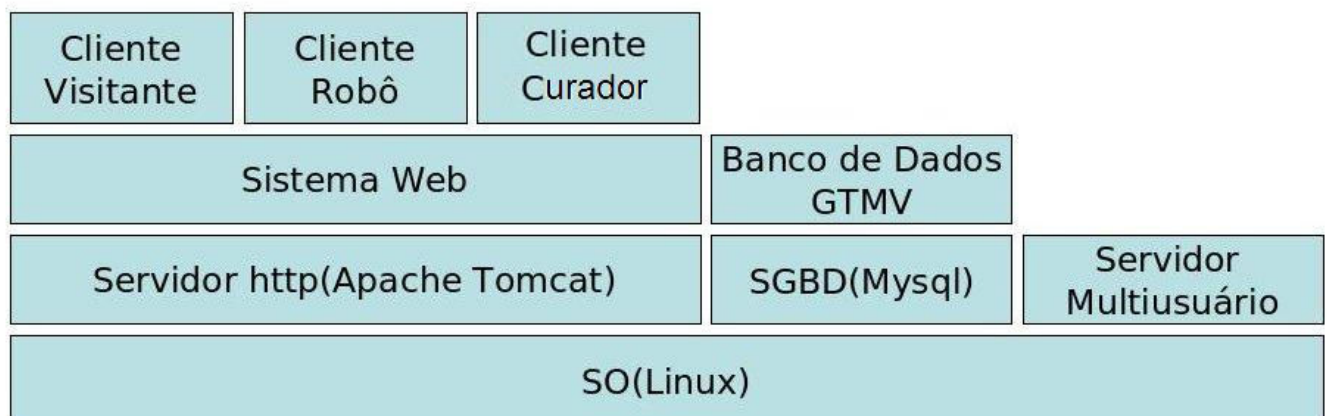 Cliente
Visitante
Cliente
Robô
Cliente
Curador
Sistema Web
Banco de Dados
GTMV
Servidor http(Apache Tomcat)
SGBD(Mysql)
Servidor
Multiusuário
SO(Linux)